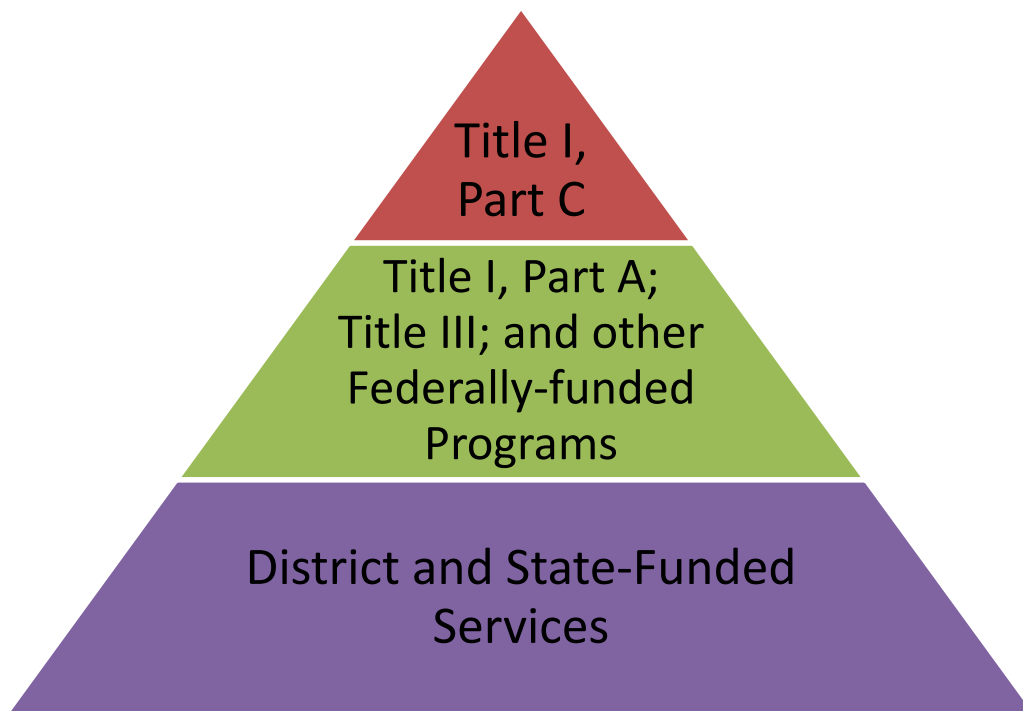 Title I,
Part C
Title I, Part A;
Title III; and other
Federally-funded
Programs
District and State-Funded
Services